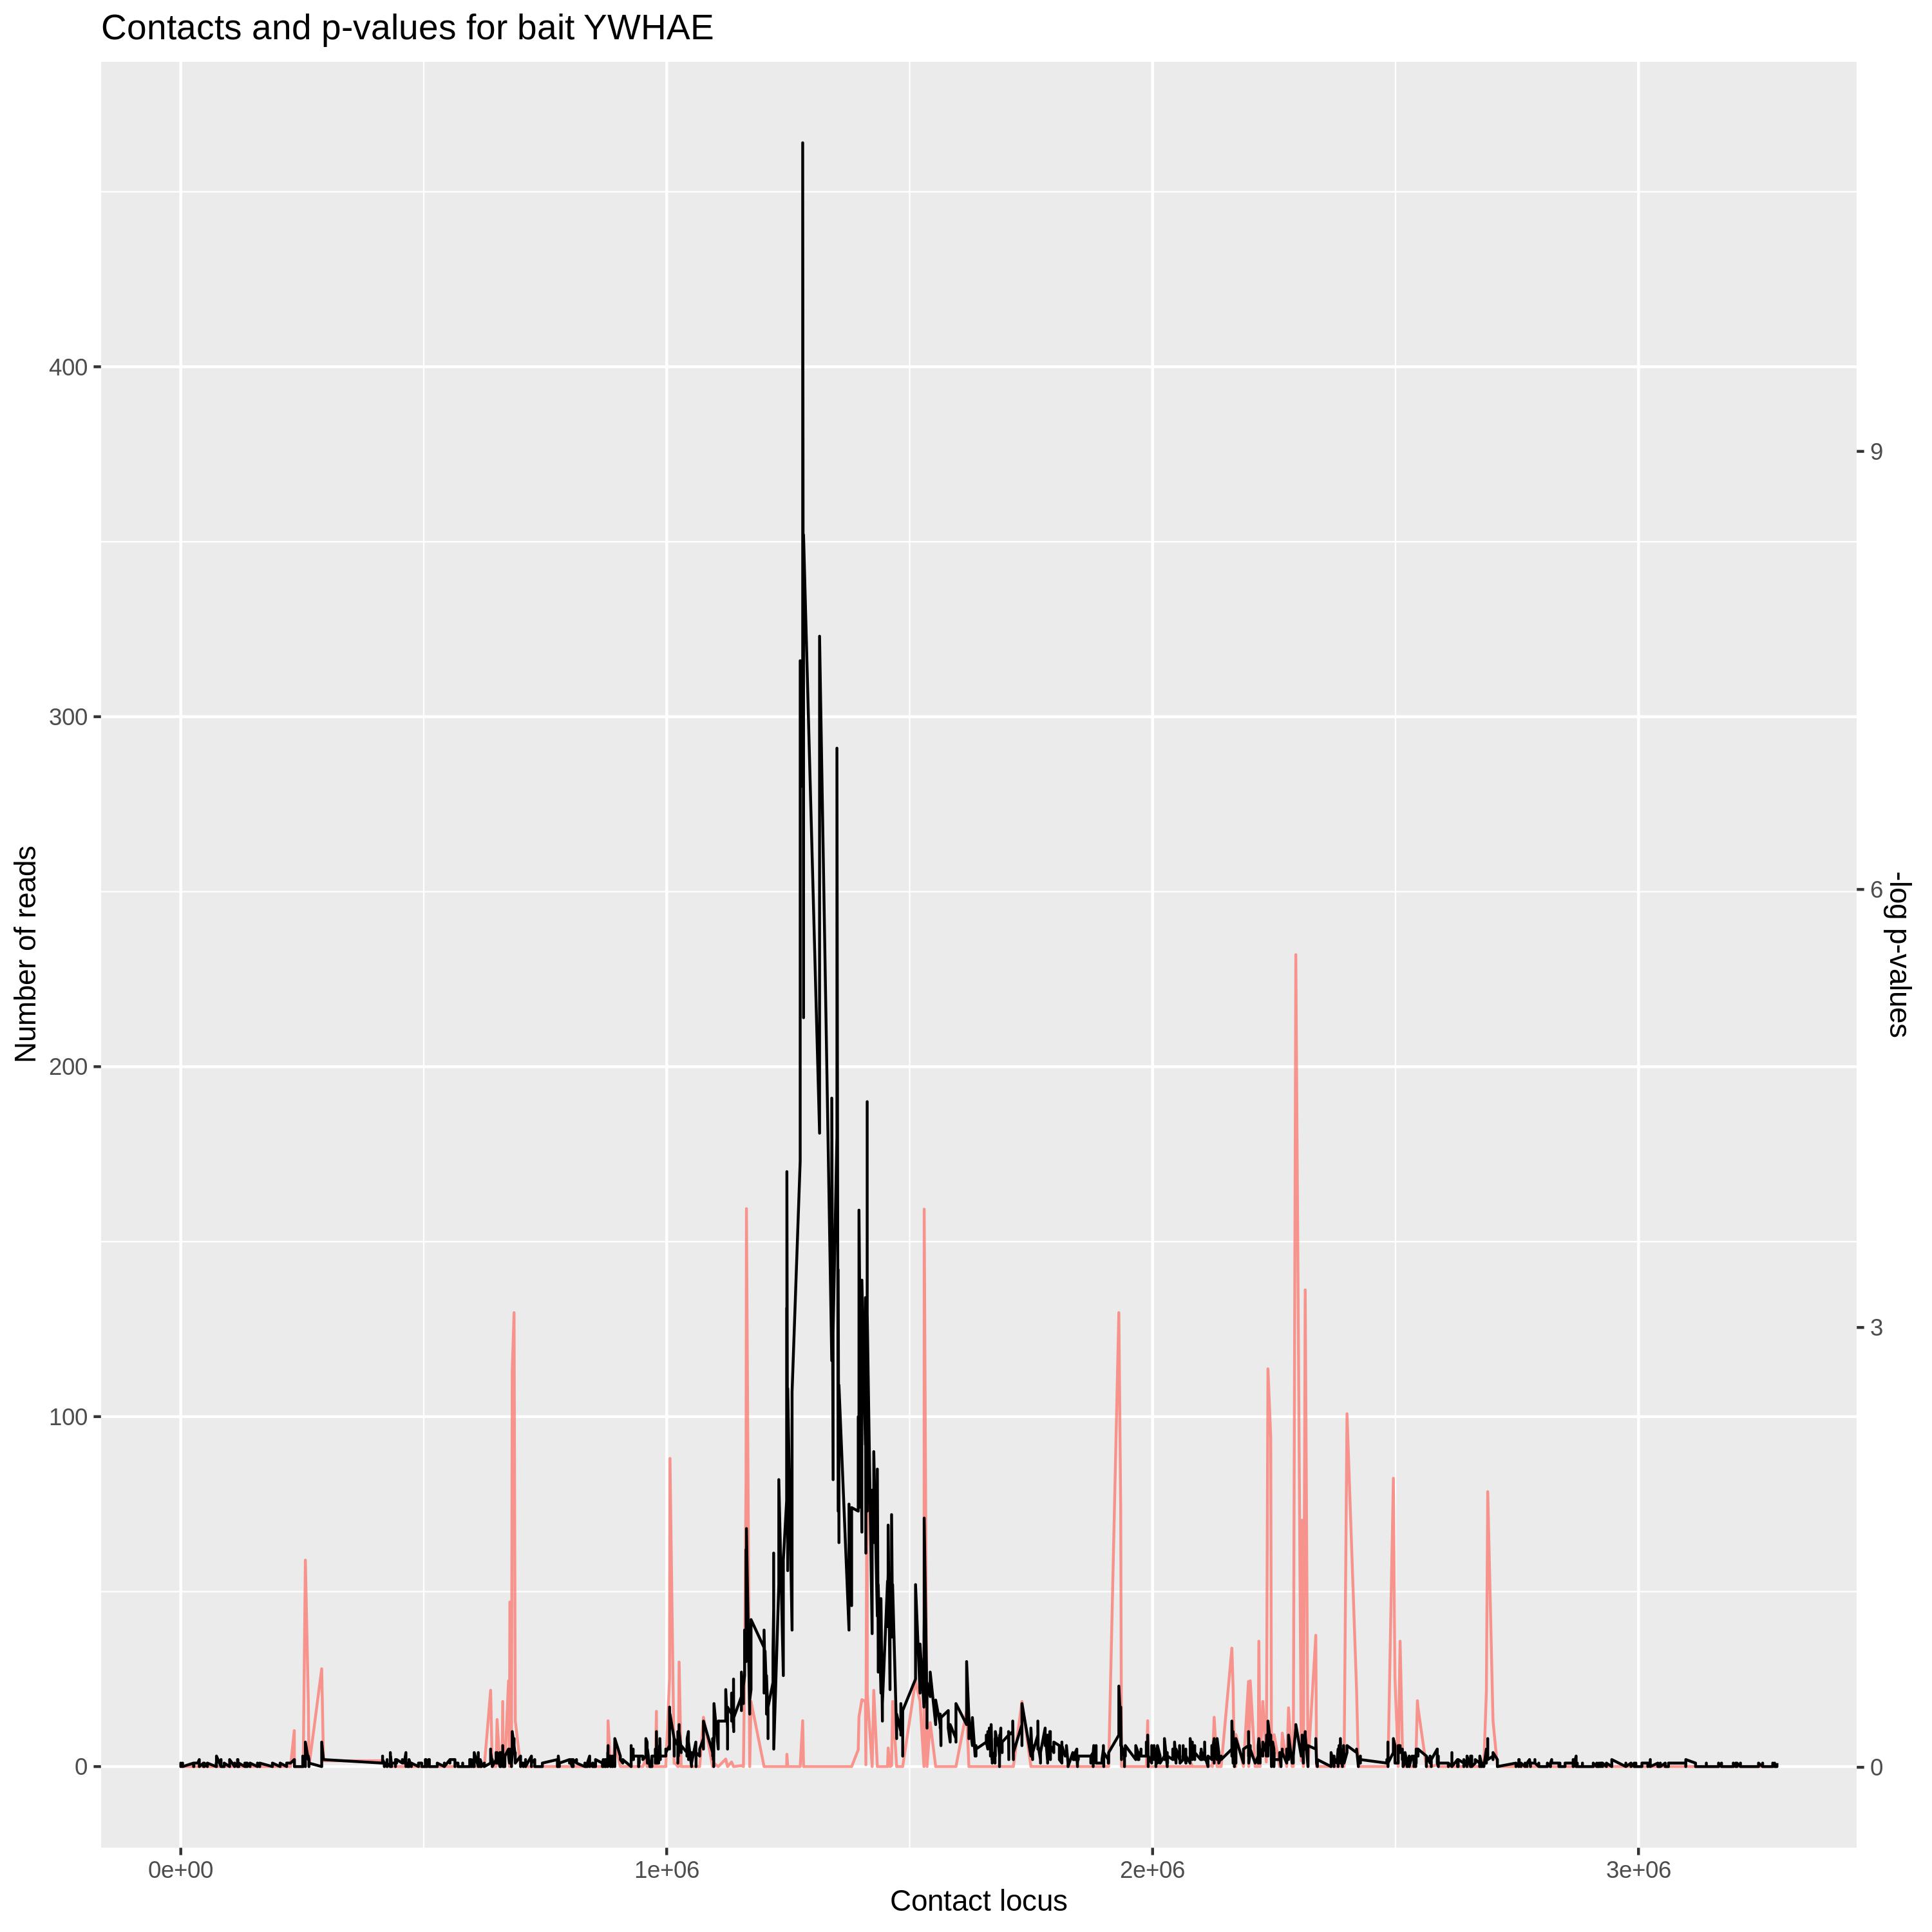 Contacts and p-values for bait YWHAE
Number of reads
400
300
200
100
0
9
6
3
0
-log p-values
0e+00 1e+06 2e+06 3e+06
Contact locus